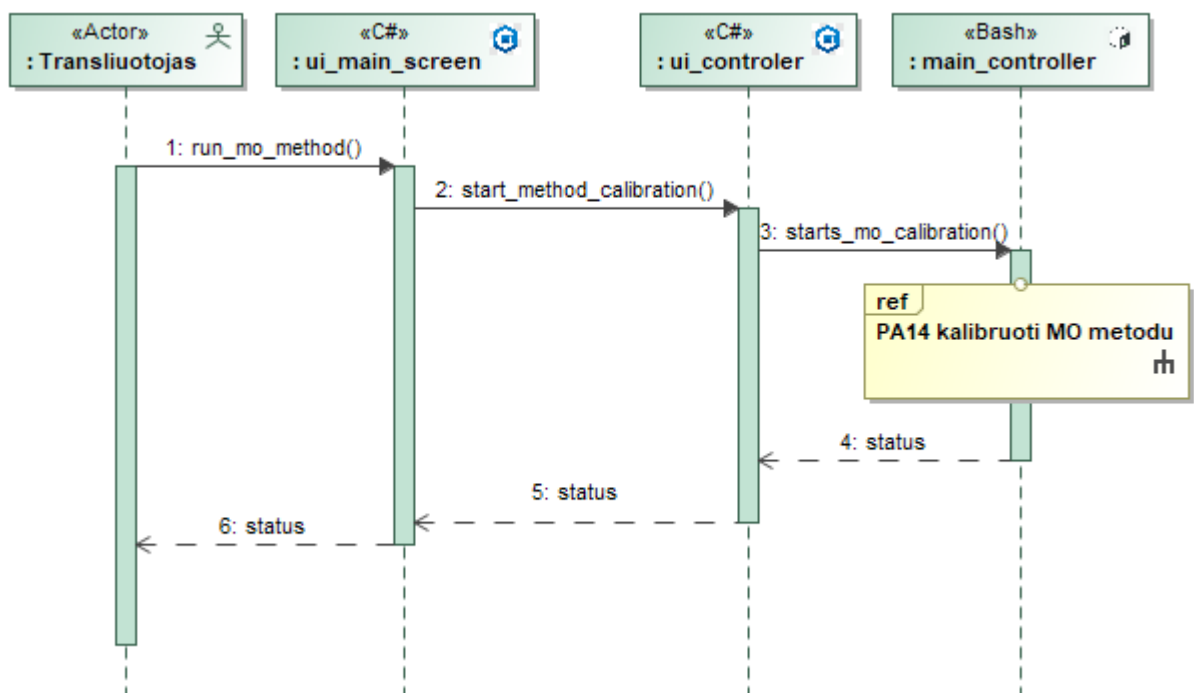 «Actor»
: Transliuotojas
«C#»
: ui_main_screen
«C#»
: ui_controler
«Bash»
: main_controller
1: run_mo_method()
2: start_method_calibration()
3: starts_mo_calibration()
ref
PA14 kalibruoti MO metodu
4: status
5: status
6: status